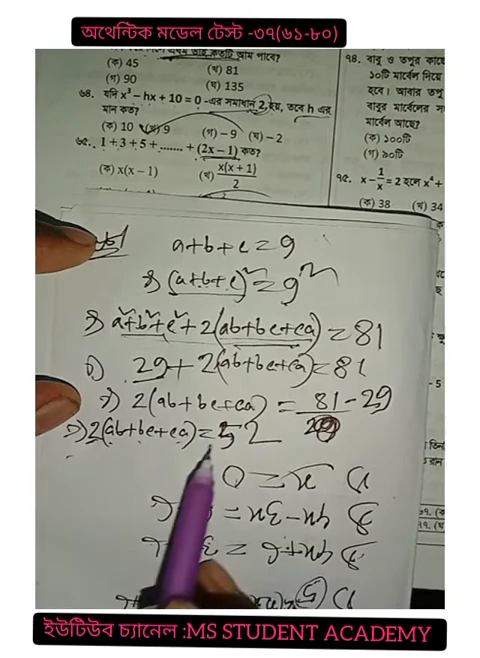 অথেন্টিক মডেল টেস্ট -৩৭(৬১-৮০)
(ক) 45 (খ) 81
(গ) 90 (ঘ) 135
৬৪. যদি x³ − hx + 10 = 0 -এর সমাধান 2 হয়, তবে h এর
মান কত?
(ক) 10 (খ) 9 (গ) − 9 (ঘ) − 2
৬৫. 1 + 3 + 5 + ........ + (2x − 1) কত?
(ক) x(x − 1) (খ) x(x + 1)/2
৭৪. বাবু ও তপুর কাছে
১০টি মার্বেল দিয়ে
হবে। আবার তপু
বাবুর মার্বেলের
মার্বেল আছে?
(ক) ১০০টি
(গ) ৯০টি
৭৫. x − 1/x = 2 হলে x⁴ +
(ক) 38 (খ) 34
a+b+c=9
⇒ (a+b+c)² = 9²
⇒ a²+b²+c²+2(ab+bc+ca) = 81
29+2(ab+bc+ca) = 81
⇒ 2(ab+bc+ca) = 81-29
⇒ 2(ab+bc+ca) = 52
ইউটিউব চ্যানেল :MS STUDENT ACADEMY